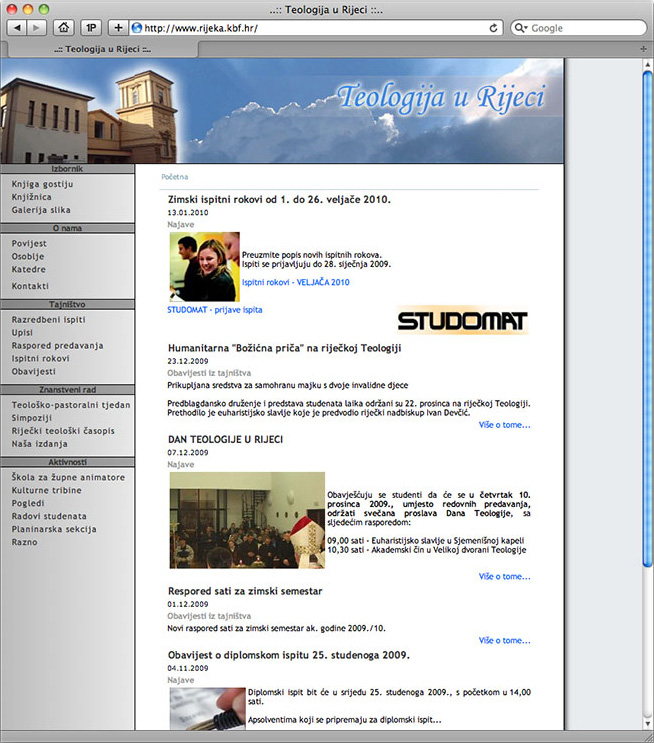 ..:: Teologija u Rijeci ::..
1P
http://www.rijeka.kbf.hr/
Google
..:: Teologija u Rijeci ::..
Teologija u Rijeci
Izbornik
Knjiga gostiju
Knjižnica
Galerija slika
O nama
Povijest
Osoblje
Katedre
Kontakti
Tajništvo
Razredbeni ispiti
Upisi
Raspored predavanja
Ispitni rokovi
Obavijesti
Znanstveni rad
Teološko-pastoralni tjedan
Simpoziji
Riječki teološki časopis
Naša izdanja
Aktivnosti
Škola za župne animatore
Kulturne tribine
Pogledi
Radovi studenata
Planinarska sekcija
Razno
Početna
Zimski ispitni rokovi od 1. do 26. veljače 2010.
13.01.2010
Najave
Preuzmite popis novih ispitnih rokova.
Ispiti se prijavljuju do 28. siječnja 2009.
Ispitni rokovi - VELJAČA 2010
STUDOMAT - prijave ispita
STUDOMAT
Humanitarna "Božićna priča" na riječkoj Teologiji
23.12.2009
Obavijesti iz tajništva
Prikupljana sredstva za samohranu majku s dvoje invalidne djece
Predblagdansko druženje i predstava studenata laika održani su 22. prosinca na riječkoj Teologiji.
Prethodilo je euharistijsko slavlje koje je predvodio riječki nadbiskup Ivan Devčić.
Više o tome...
DAN TEOLOGIJE U RIJECI
07.12.2009
Najave
Obavješćuju se studenti da će se u četvrtak 10.
prosinca 2009., umjesto redovnih predavanja,
održati svečana proslava Dana Teologije, sa
sljedećim rasporedom:
09,00 sati - Euharistijsko slavlje u Sjemenišnoj kapeli
10,30 sati - Akademski čin u Velikoj dvorani Teologije
Više o tome...
Respored sati za zimski semestar
01.12.2009
Obavijesti iz tajništva
Novi raspored sati za zimski semestar ak. godine 2009./10.
Više o tome...
Obavijest o diplomskom ispitu 25. studenoga 2009.
04.11.2009
Najave
Diplomski ispit bit će u srijedu 25. studenoga 2009., s početkom u 14,00
sati.
Apsolventima koji se pripremaju za diplomski ispit...